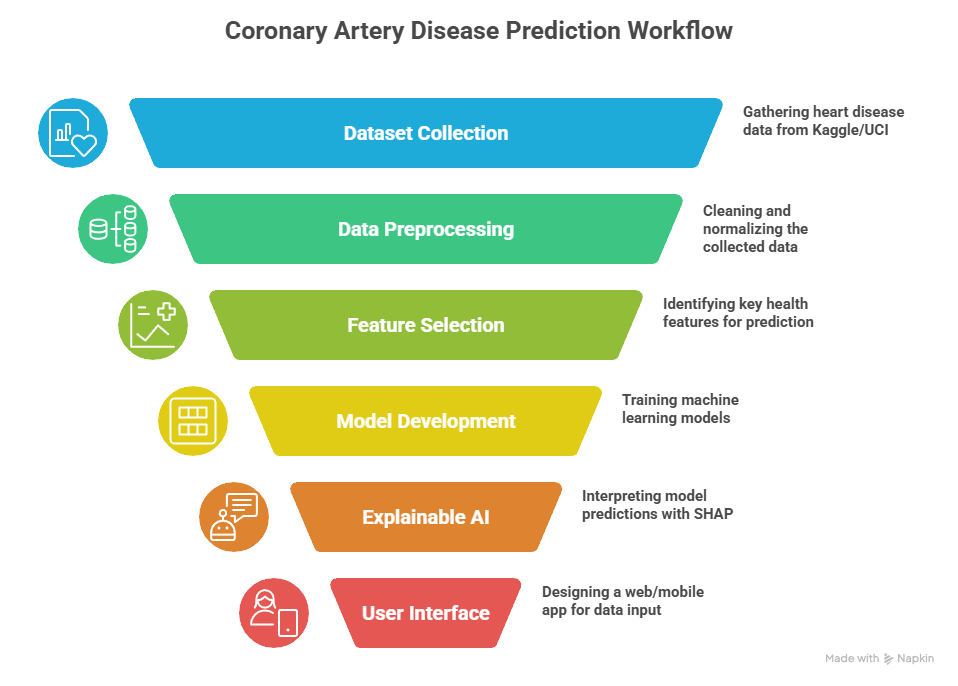 Coronary Artery Disease Prediction Workflow
Dataset Collection
Gathering heart disease
data from Kaggle/UCI
Data Preprocessing
Cleaning and
normalizing the
collected data
Feature Selection
Identifying key health
features for prediction
Model Development
Training machine
learning models
Explainable AI
Interpreting model
predictions with SHAP
User Interface
Designing a web/mobile
app for data input
Made with Napkin